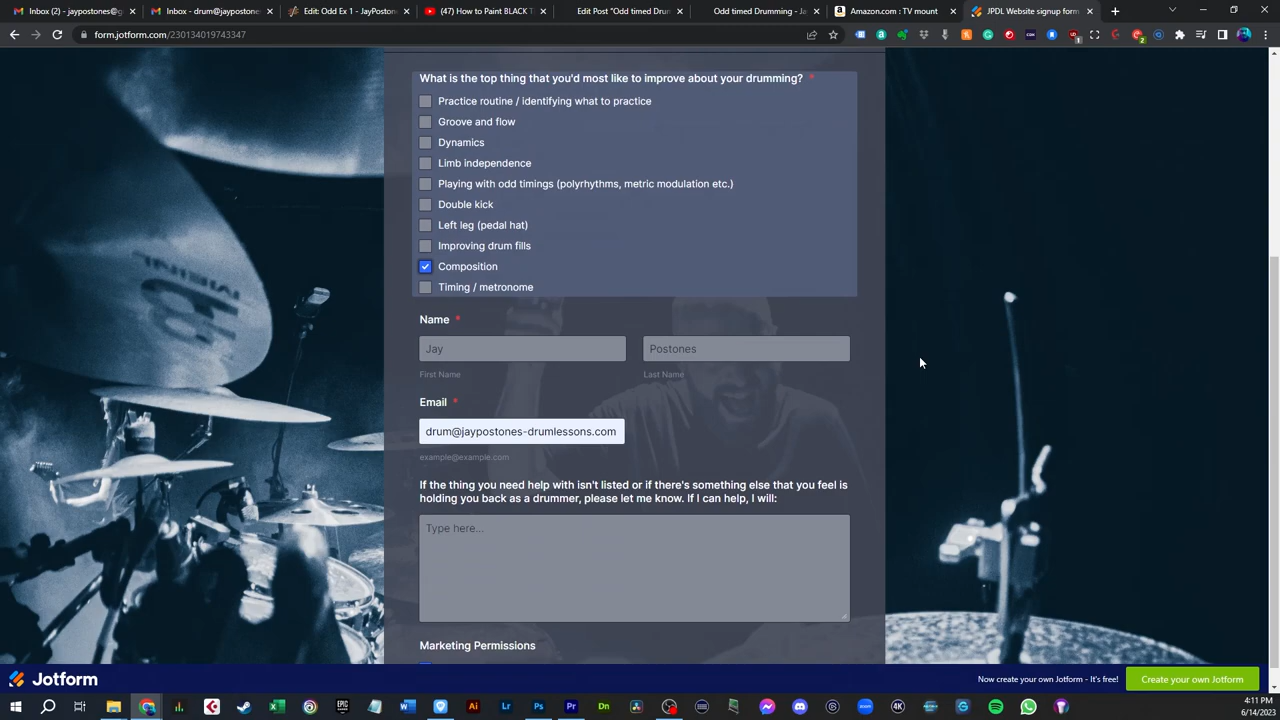 Inbox (2) - jaypostones@g
Inbox - drum@jaypostones
Edit: Odd Ex 1 - JayPoston
(47) How to Paint BLACK T
Edit Post "Odd timed Drum
Odd timed Drumming - Ja
Amazon.com : TV mount
JPDL Website signup form
form.jotform.com/230134019743347
What is the top thing that you'd most like to improve about your drumming? *
Practice routine / identifying what to practice
Groove and flow
Dynamics
Limb independence
Playing with odd timings (polyrhythms, metric modulation etc.)
Double kick
Left leg (pedal hat)
Improving drum fills
Composition
Timing / metronome
Name *
Jay
Postones
First Name
Last Name
Email *
drum@jaypostones-drumlessons.com
example@example.com
If the thing you need help with isn't listed or if there's something else that you feel is
holding you back as a drummer, please let me know. If I can help, I will:
Type here...
Marketing Permissions
Jotform
Now create your own Jotform - It's free!
Create your own Jotform
4:11 PM
6/14/2023